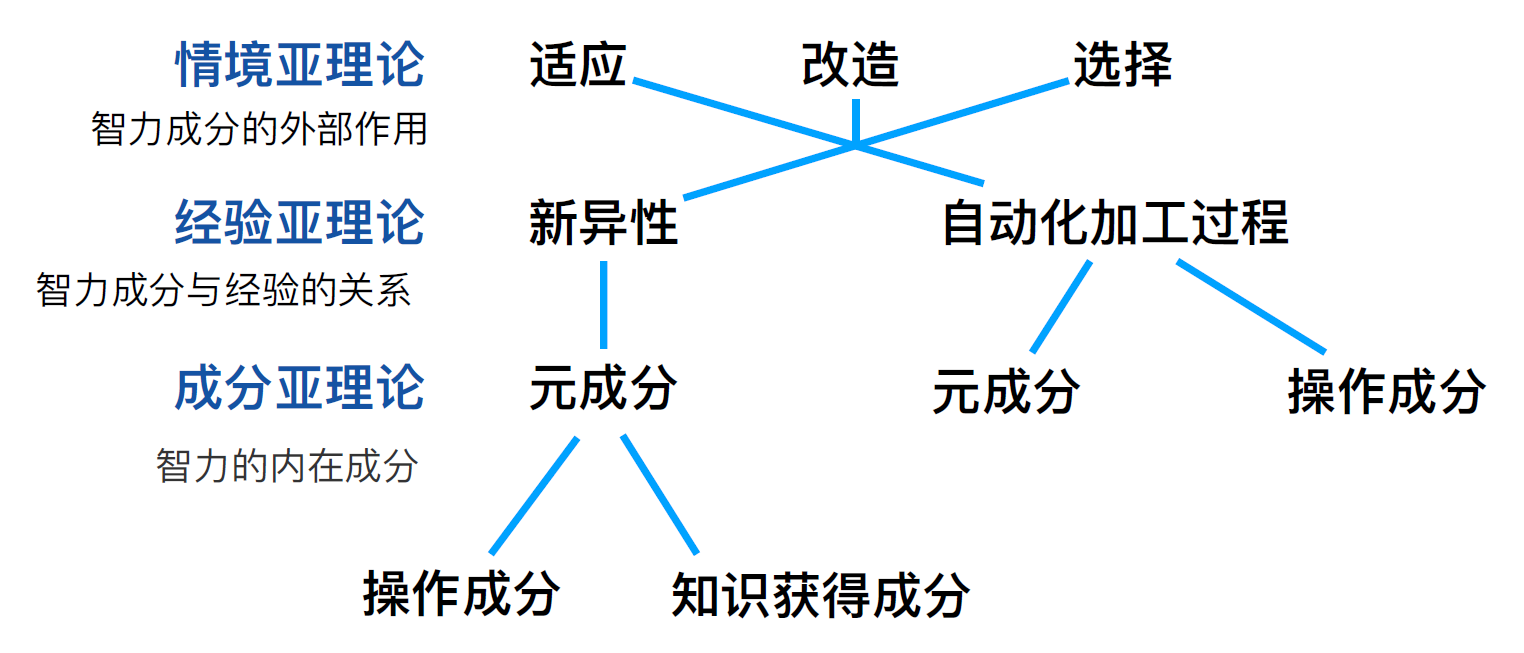 情境亚理论 适应 改造 选择
智力成分的外部作用
经验亚理论 新异性 自动化加工过程
智力成分与经验的关系
成分亚理论 元成分 元成分 操作成分
智力的内在成分
操作成分 知识获得成分